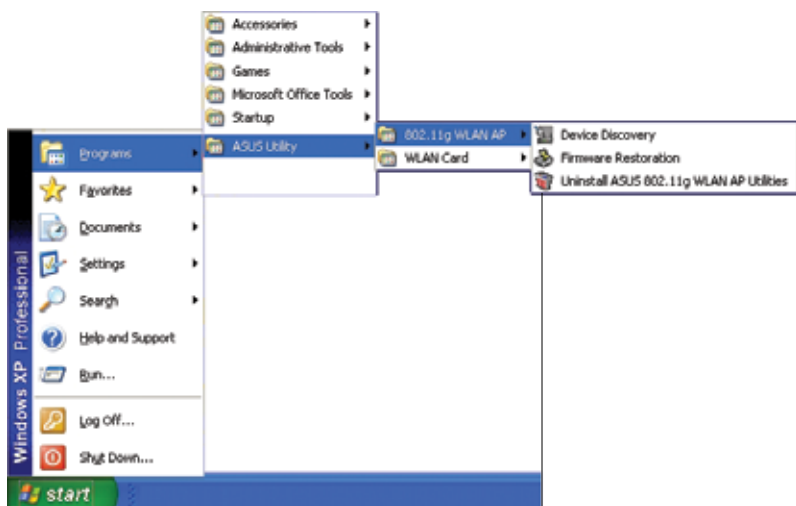 Accessories
Administrative Tools
Games
Microsoft Office Tools
Startup
ASUS Utility
802.11g WLAN AP
WLAN Card
Device Discovery
Firmware Restoration
Uninstall ASUS 802.11g WLAN AP Utilities
Programs
Favorites
Documents
Settings
Search
Help and Support
Run...
Log Off...
Shut Down...
Windows XP Professional
start